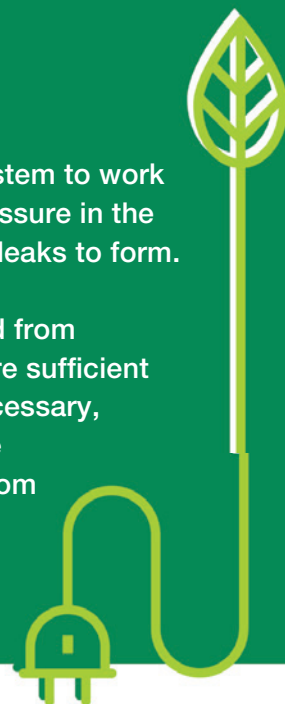 stem to work
ssure in the
leaks to form.
d from
re sufficient
cessary,
om